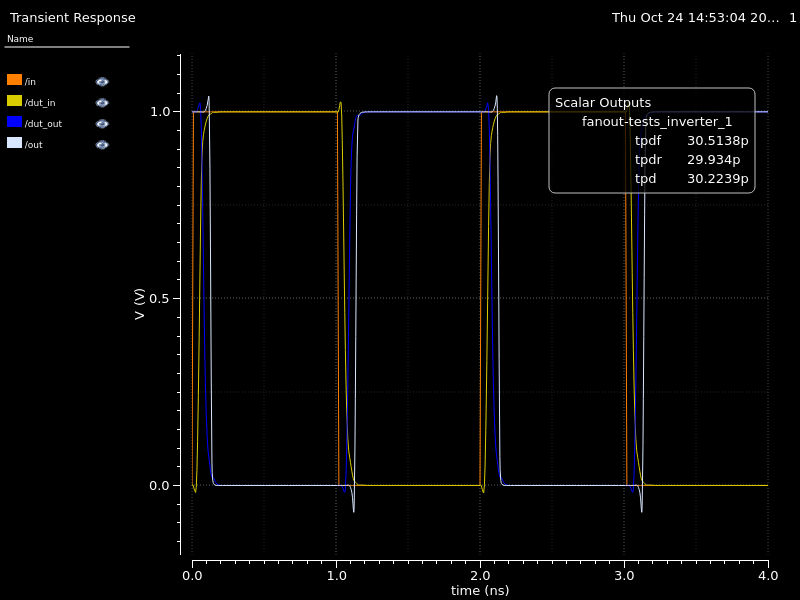 Transient Response
Thu Oct 24 14:53:04 20... 1
Name
/in
/dut_in
/dut_out
/out
Scalar Outputs
fanout-tests_inverter_1
tpdf 30.5138p
tpdr 29.934p
tpd 30.2239p
V (V)
1.0
0.5
0.0
0.0 1.0 2.0 3.0 4.0
time (ns)